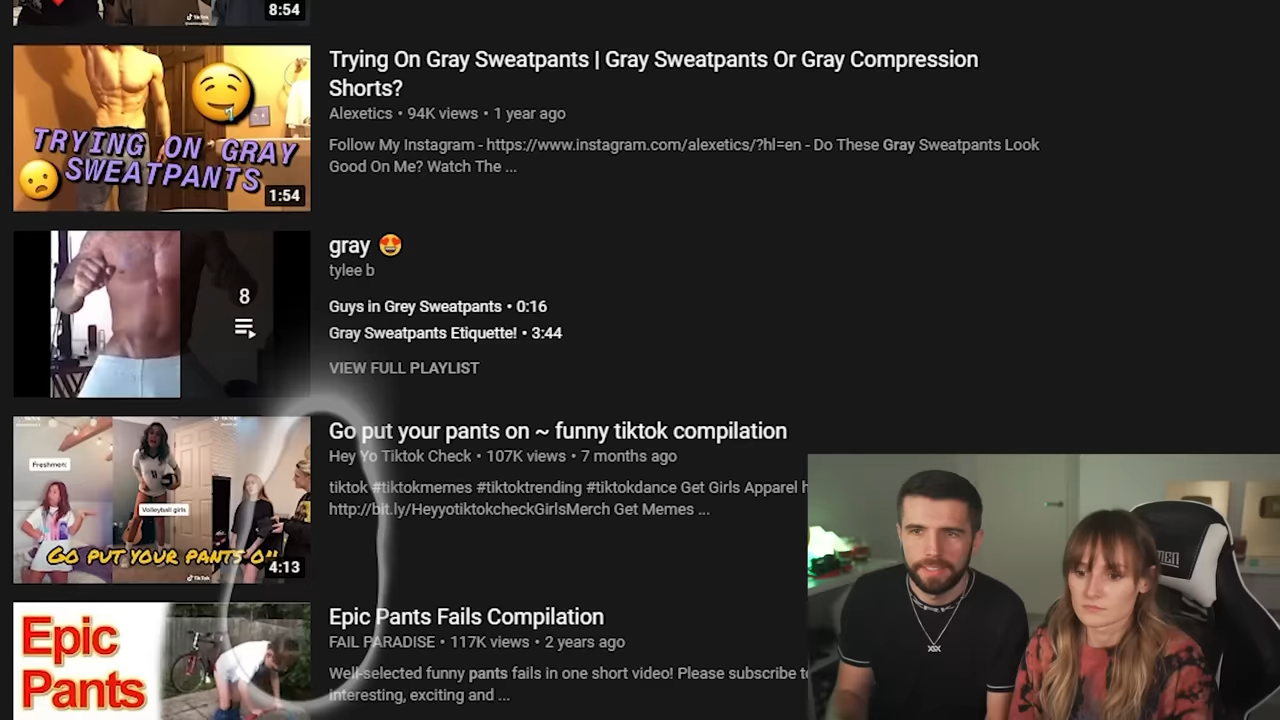 TikTok
8:54
TRYING ON GRAY
SWEATPANTS
1:54
Trying On Gray Sweatpants | Gray Sweatpants Or Gray Compression
Shorts?
Alexetics • 94K views • 1 year ago
Follow My Instagram - https://www.instagram.com/alexetics/?hl=en - Do These Gray Sweatpants Look
Good On Me? Watch The ...
8
gray 😍
tylee b
Guys in Grey Sweatpants • 0:16
Gray Sweatpants Etiquette! • 3:44
VIEW FULL PLAYLIST
Freshmen:
Volleyball girls
GO PUT YOUR PANTS ON
TikTok
4:13
Go put your pants on ~ funny tiktok compilation
Hey Yo Tiktok Check • 107K views • 7 months ago
tiktok #tiktokmemes #tiktoktrending #tiktokdance Get Girls Apparel h
http://bit.ly/HeyyotiktokcheckGirlsMerch Get Memes ...
Epic
Pants
Epic Pants Fails Compilation
FAIL PARADISE • 117K views • 2 years ago
Well-selected funny pants fails in one short video! Please subscribe to
interesting, exciting and ...